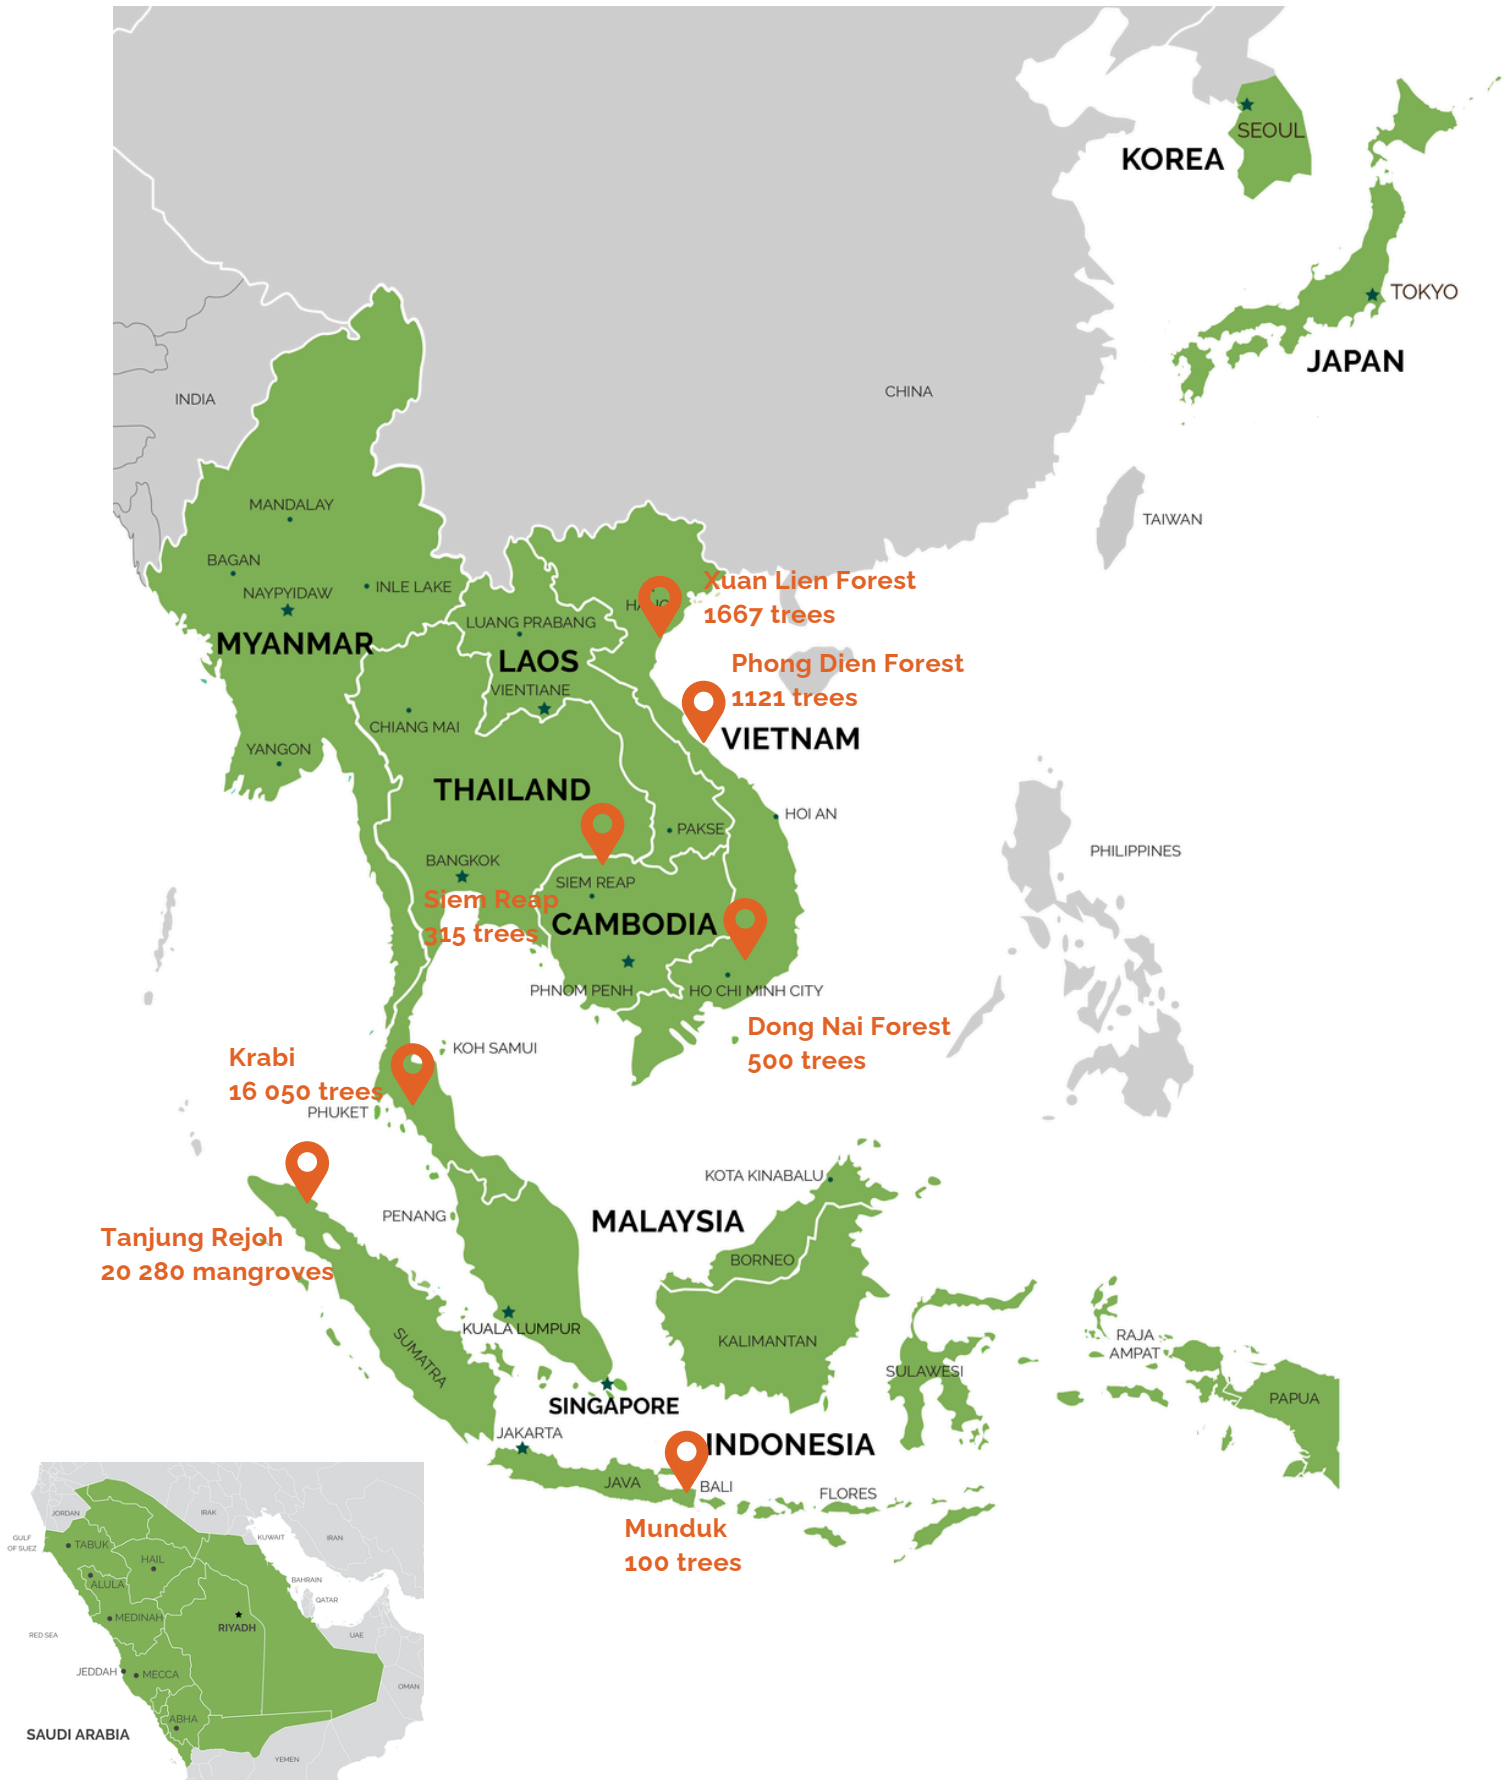 SEOUL
KOREA
TOKYO
JAPAN
CHINA
INDIA
TAIWAN
MANDALAY
BAGAN
NAYPYIDAW
INLE LAKE
MYANMAR
YANGON
LUANG PRABANG
LAOS
VIENTIANE
Xuan Lien Forest
1667 trees
Phong Dien Forest
1121 trees
VIETNAM
CHIANG MAI
THAILAND
HOI AN
PAKSE
BANGKOK
PHILIPPINES
SIEM REAP
Siem Reap
315 trees
CAMBODIA
PHNOM PENH
HO CHI MINH CITY
Dong Nai Forest
500 trees
KOH SAMUI
Krabi
16 050 trees
PHUKET
KOTA KINABALU
PENANG
MALAYSIA
Tanjung Rejoh
20 280 mangroves
BORNEO
KUALA LUMPUR
SUMATRA
KALIMANTAN
SULAWESI
RAJA
AMPAT
PAPUA
SINGAPORE
JAKARTA
INDONESIA
JAVA
BALI
FLORES
Munduk
100 trees
JORDAN
IRAK
GULF
OF SUEZ
KUWAIT
IRAN
TABUK
HAIL
ALULA
BAHRAIN
QATAR
MEDINAH
RIYADH
RED SEA
UAE
JEDDAH
MECCA
OMAN
ABHA
SAUDI ARABIA
YEMEN